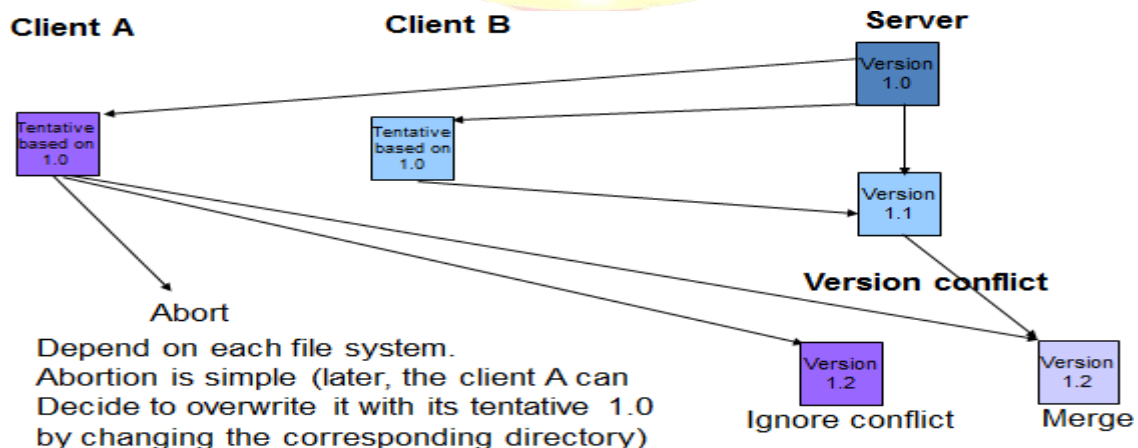 Client A
Client B
Server
Version
1.0
Tentative
based on
1.0
Tentative
based on
1.0
Version
1.1
Version conflict
Abort
Depend on each file system.
Abortion is simple (later, the client A can
Decide to overwrite it with its tentative 1.0
by changing the corresponding directory)
Version
1.2
Ignore conflict
Version
1.2
Merge